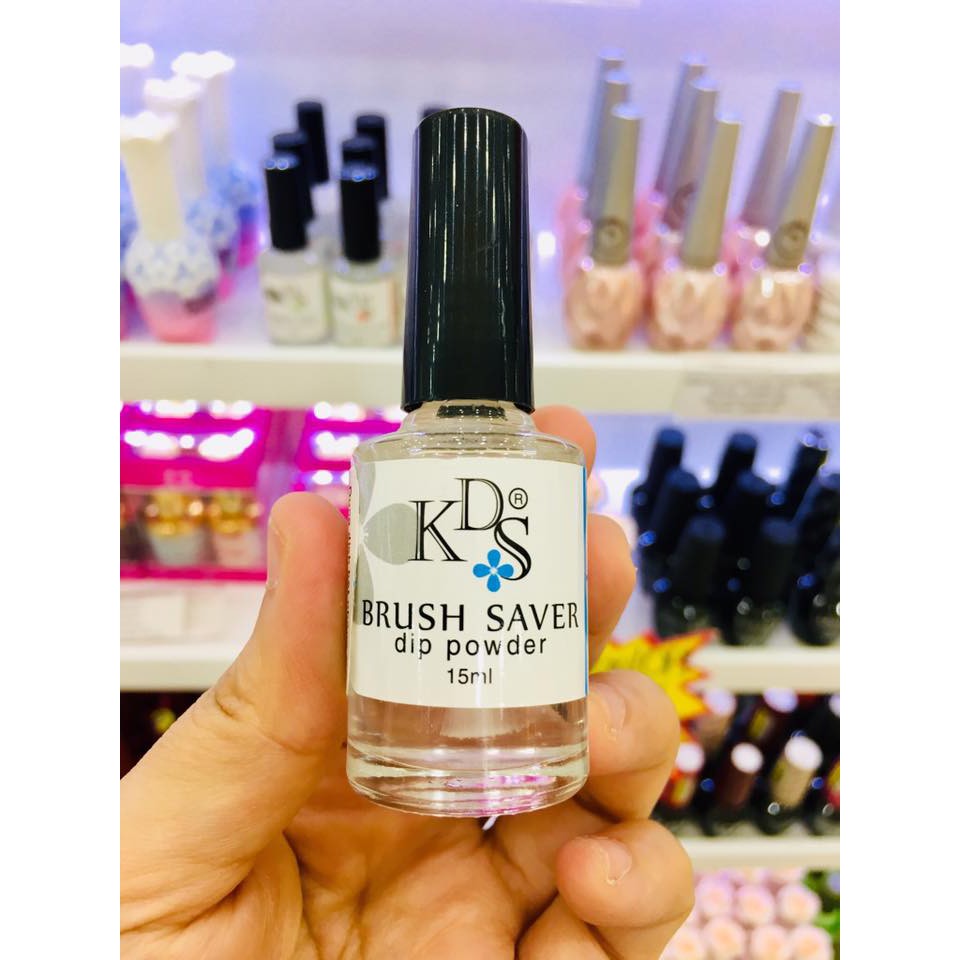 KDS®
BRUSH SAVER
dip powder
15ml